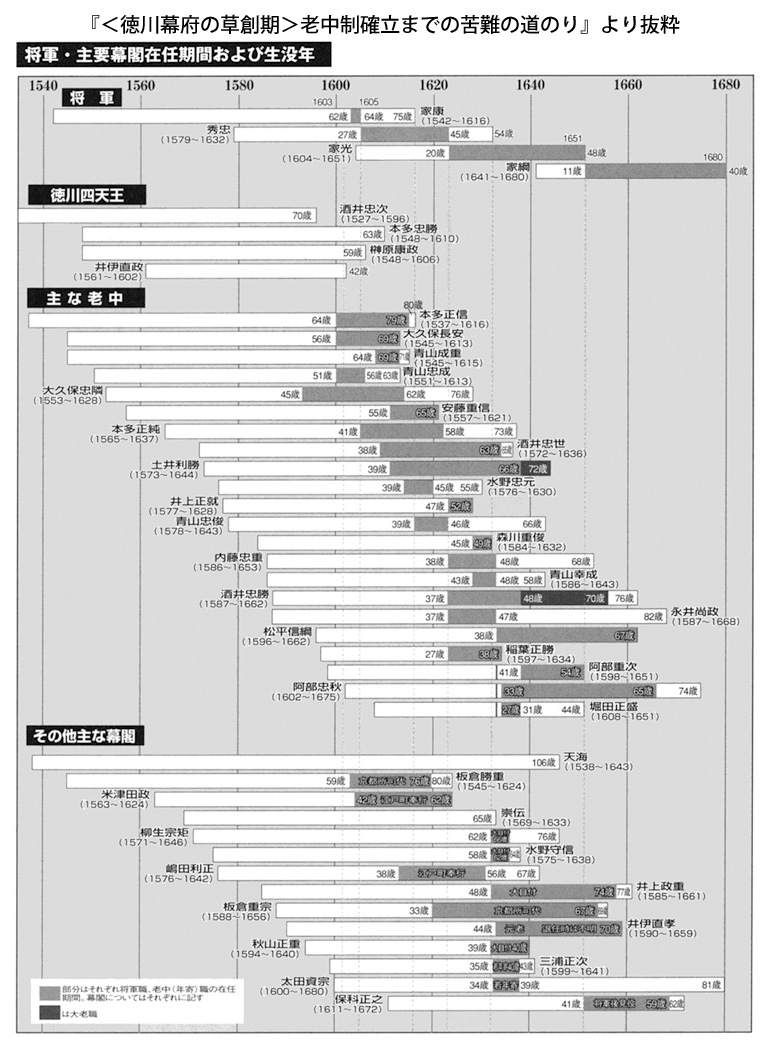 『＜徳川幕府の草創期＞老中制確立までの苦難の道のり』より抜粋
将軍・主要幕閣在任期間および生没年
1540 1560 1580 1600 1620 1640 1660 1680
将軍
1603 1605
62歳 64歳 75歳 家康
(1542〜1616)
秀忠
(1579〜1632)
27歳 45歳 54歳
1651
家光
(1604〜1651)
20歳 48歳
1680
家綱
(1641〜1680)
11歳 40歳
徳川四天王
70歳 酒井忠次
(1527〜1596)
63歳 本多忠勝
(1548〜1610)
59歳 榊原康政
(1548〜1606)
井伊直政
(1561〜1602)
42歳
主な老中
80歳
64歳 79歳 本多正信
(1537〜1616)
56歳 69歳 大久保長安
(1545〜1613)
64歳 69歳 71歳 青山成重
(1545〜1615)
51歳 56歳 63歳 青山忠成
(1551〜1613)
大久保忠隣
(1553〜1628)
45歳 62歳 76歳
55歳 65歳 安藤重信
(1557〜1621)
本多正純
(1565〜1637)
41歳 58歳 73歳
38歳 63歳 酒井忠世
(1572〜1636)
土井利勝
(1573〜1644)
39歳 66歳 72歳
39歳 45歳 55歳 水野忠元
(1576〜1630)
井上正就
(1577〜1628)
47歳 52歳
青山忠俊
(1578〜1643)
39歳 46歳 66歳
45歳 49歳 森川重俊
(1584〜1632)
内藤忠重
(1586〜1653)
38歳 48歳 68歳
43歳 48歳 58歳 青山幸成
(1586〜1643)
酒井忠勝
(1587〜1662)
37歳 48歳 70歳 76歳
37歳 47歳 82歳 永井尚政
(1587〜1668)
松平信綱
(1596〜1662)
38歳 67歳
27歳 38歳 稲葉正勝
(1597〜1634)
41歳 54歳 阿部重次
(1598〜1651)
阿部忠秋
(1602〜1675)
33歳 65歳 74歳
27歳 31歳 44歳 堀田正盛
(1608〜1651)
その他主な幕閣
106歳 天海
(1538〜1643)
59歳 京都所司代 76歳 80歳 板倉勝重
(1545〜1624)
米津田政
(1563〜1624)
42歳 江戸町奉行 62歳
65歳 崇伝
(1569〜1633)
柳生宗矩
(1571〜1646)
62歳 76歳
58歳 水野守信
(1575〜1638)
嶋田利正
(1576〜1642)
38歳 江戸町奉行 56歳 67歳
48歳 大目付 74歳 77歳 井上政重
(1585〜1661)
板倉重宗
(1588〜1656)
33歳 京都所司代 67歳
44歳 元老 退任時は不明 70歳 井伊直孝
(1590〜1659)
秋山正重
(1594〜1640)
39歳 大目付
35歳 43歳 三浦正次
(1599〜1641)
太田資宗
(1600〜1680)
34歳 若年寄 39歳 81歳
保科正之
(1611〜1672)
41歳 将軍後見役 59歳 62歳
部分はそれぞれ将軍職、老中（年寄）職の在任
期間。幕閣についてはそれぞれに記す
は大老職